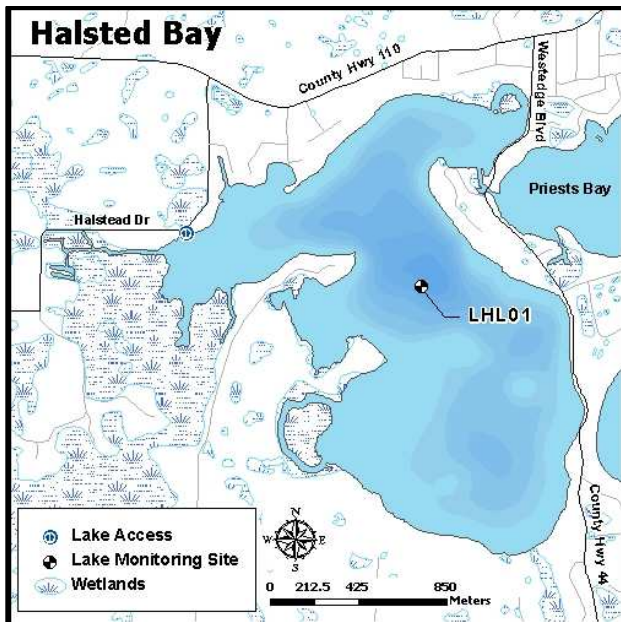 Halsted Bay
County Hwy 110
Westedge Blvd
Priests Bay
Halstead Dr
LHL01
County Hwy 44
Lake Access
Lake Monitoring Site
Wetlands
N
W E
S
0 212.5 425 850
Meters